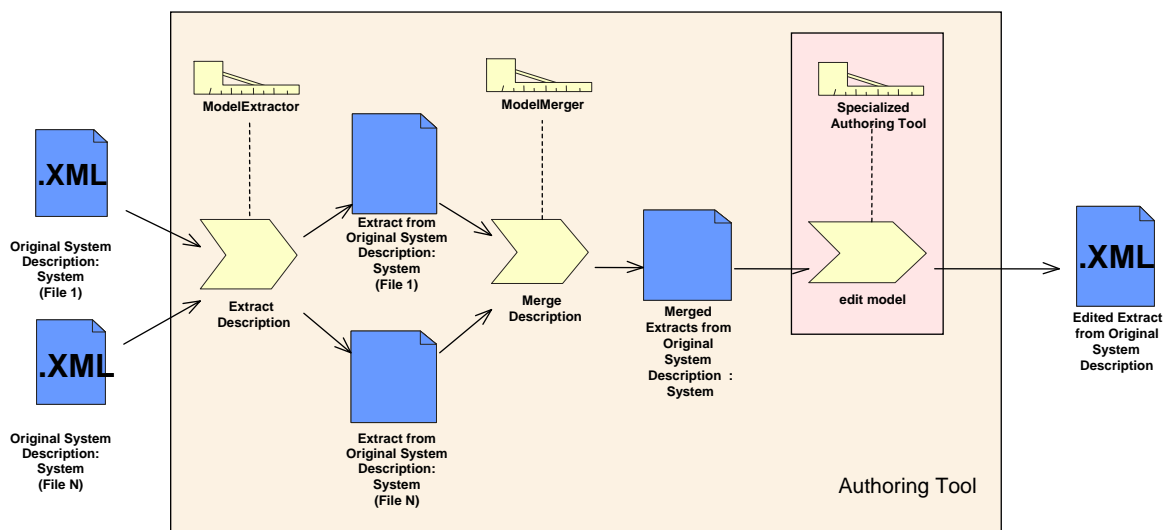 ModelExtractor
ModelMerger
Specialized
Authoring Tool
.XML
Original System
Description:
System
(File 1)
.XML
Original System
Description:
System
(File N)
Extract
Description
Extract from
Original System
Description:
System
(File 1)
Extract from
Original System
Description:
System
(File N)
Merge
Description
Merged
Extracts from
Original
System
Description :
System
edit model
.XML
Edited Extract
from Original
System
Description
Authoring Tool